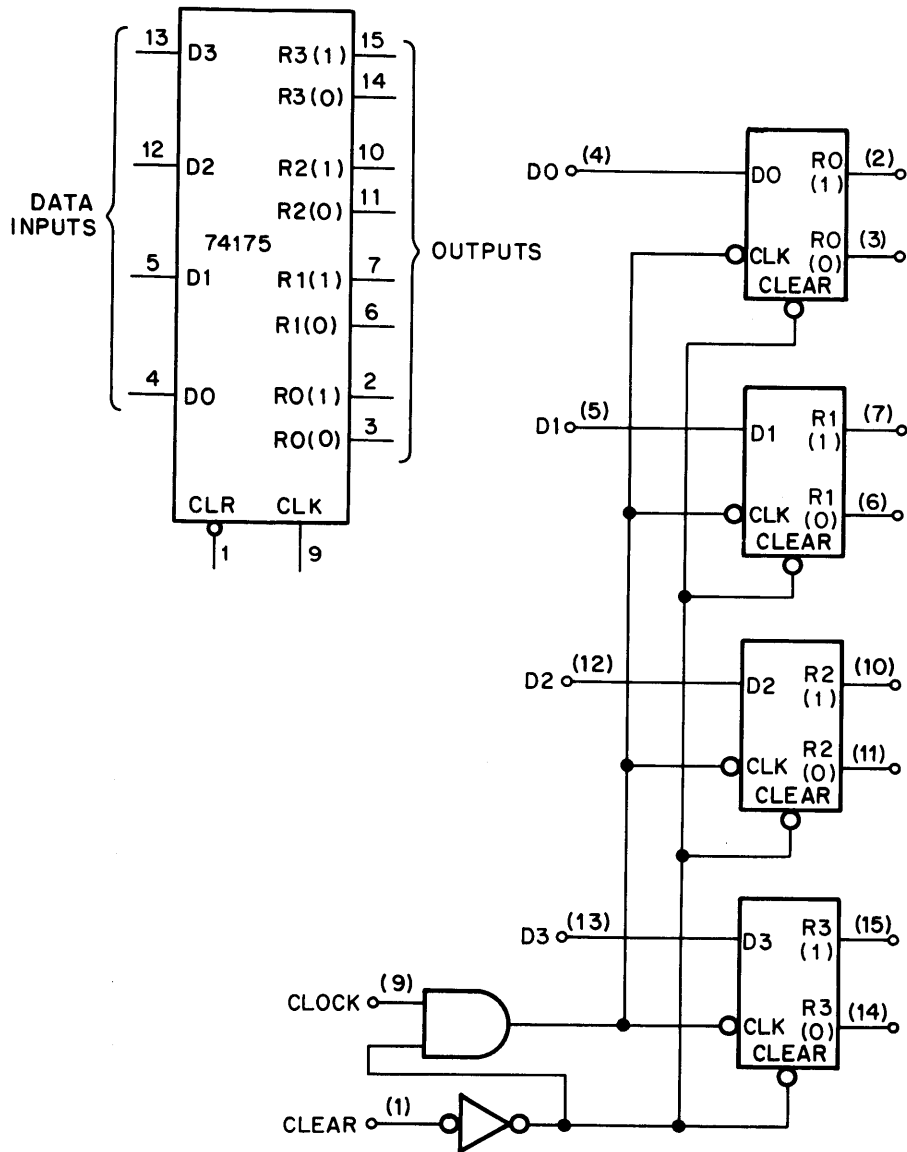 13
D3
R3(1)
15
R3(0)
14
12
D2
R2(1)
10
R2(0)
11
DATA
INPUTS
74175
OUTPUTS
5
D1
R1(1)
7
R1(0)
6
4
D0
R0(1)
2
R0(0)
3
CLR
CLK
1
9
D0
(4)
D0
R0
(1)
(2)
R0
(0)
(3)
CLK
CLEAR
D1
(5)
D1
R1
(1)
(7)
R1
(0)
(6)
CLK
CLEAR
D2
(12)
D2
R2
(1)
(10)
R2
(0)
(11)
CLK
CLEAR
D3
(13)
D3
R3
(1)
(15)
R3
(0)
(14)
CLK
CLEAR
CLOCK
(9)
CLEAR
(1)